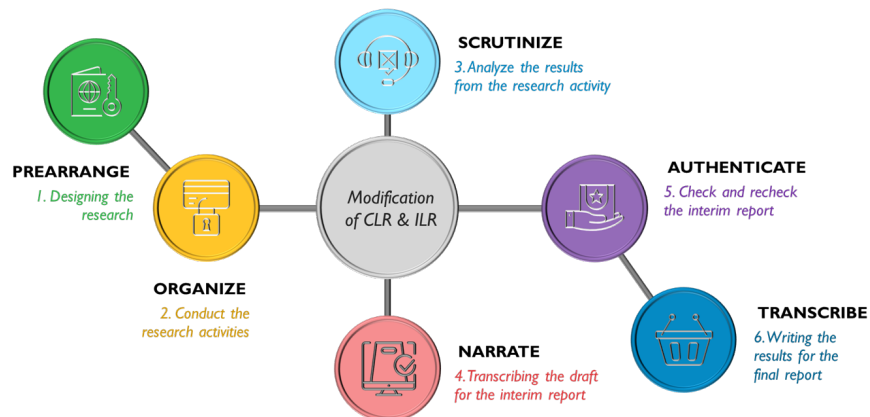 PREARRANGE
1. Designing the
research
ORGANIZE
2. Conduct the
research activities
SCRUTINIZE
3. Analyze the results
from the research activity
Modification
of CLR & ILR
NARRATE
4. Transcribing the draft
for the interim report
AUTHENTICATE
5. Check and recheck
the interim report
TRANSCRIBE
6. Writing the
results for the
final report